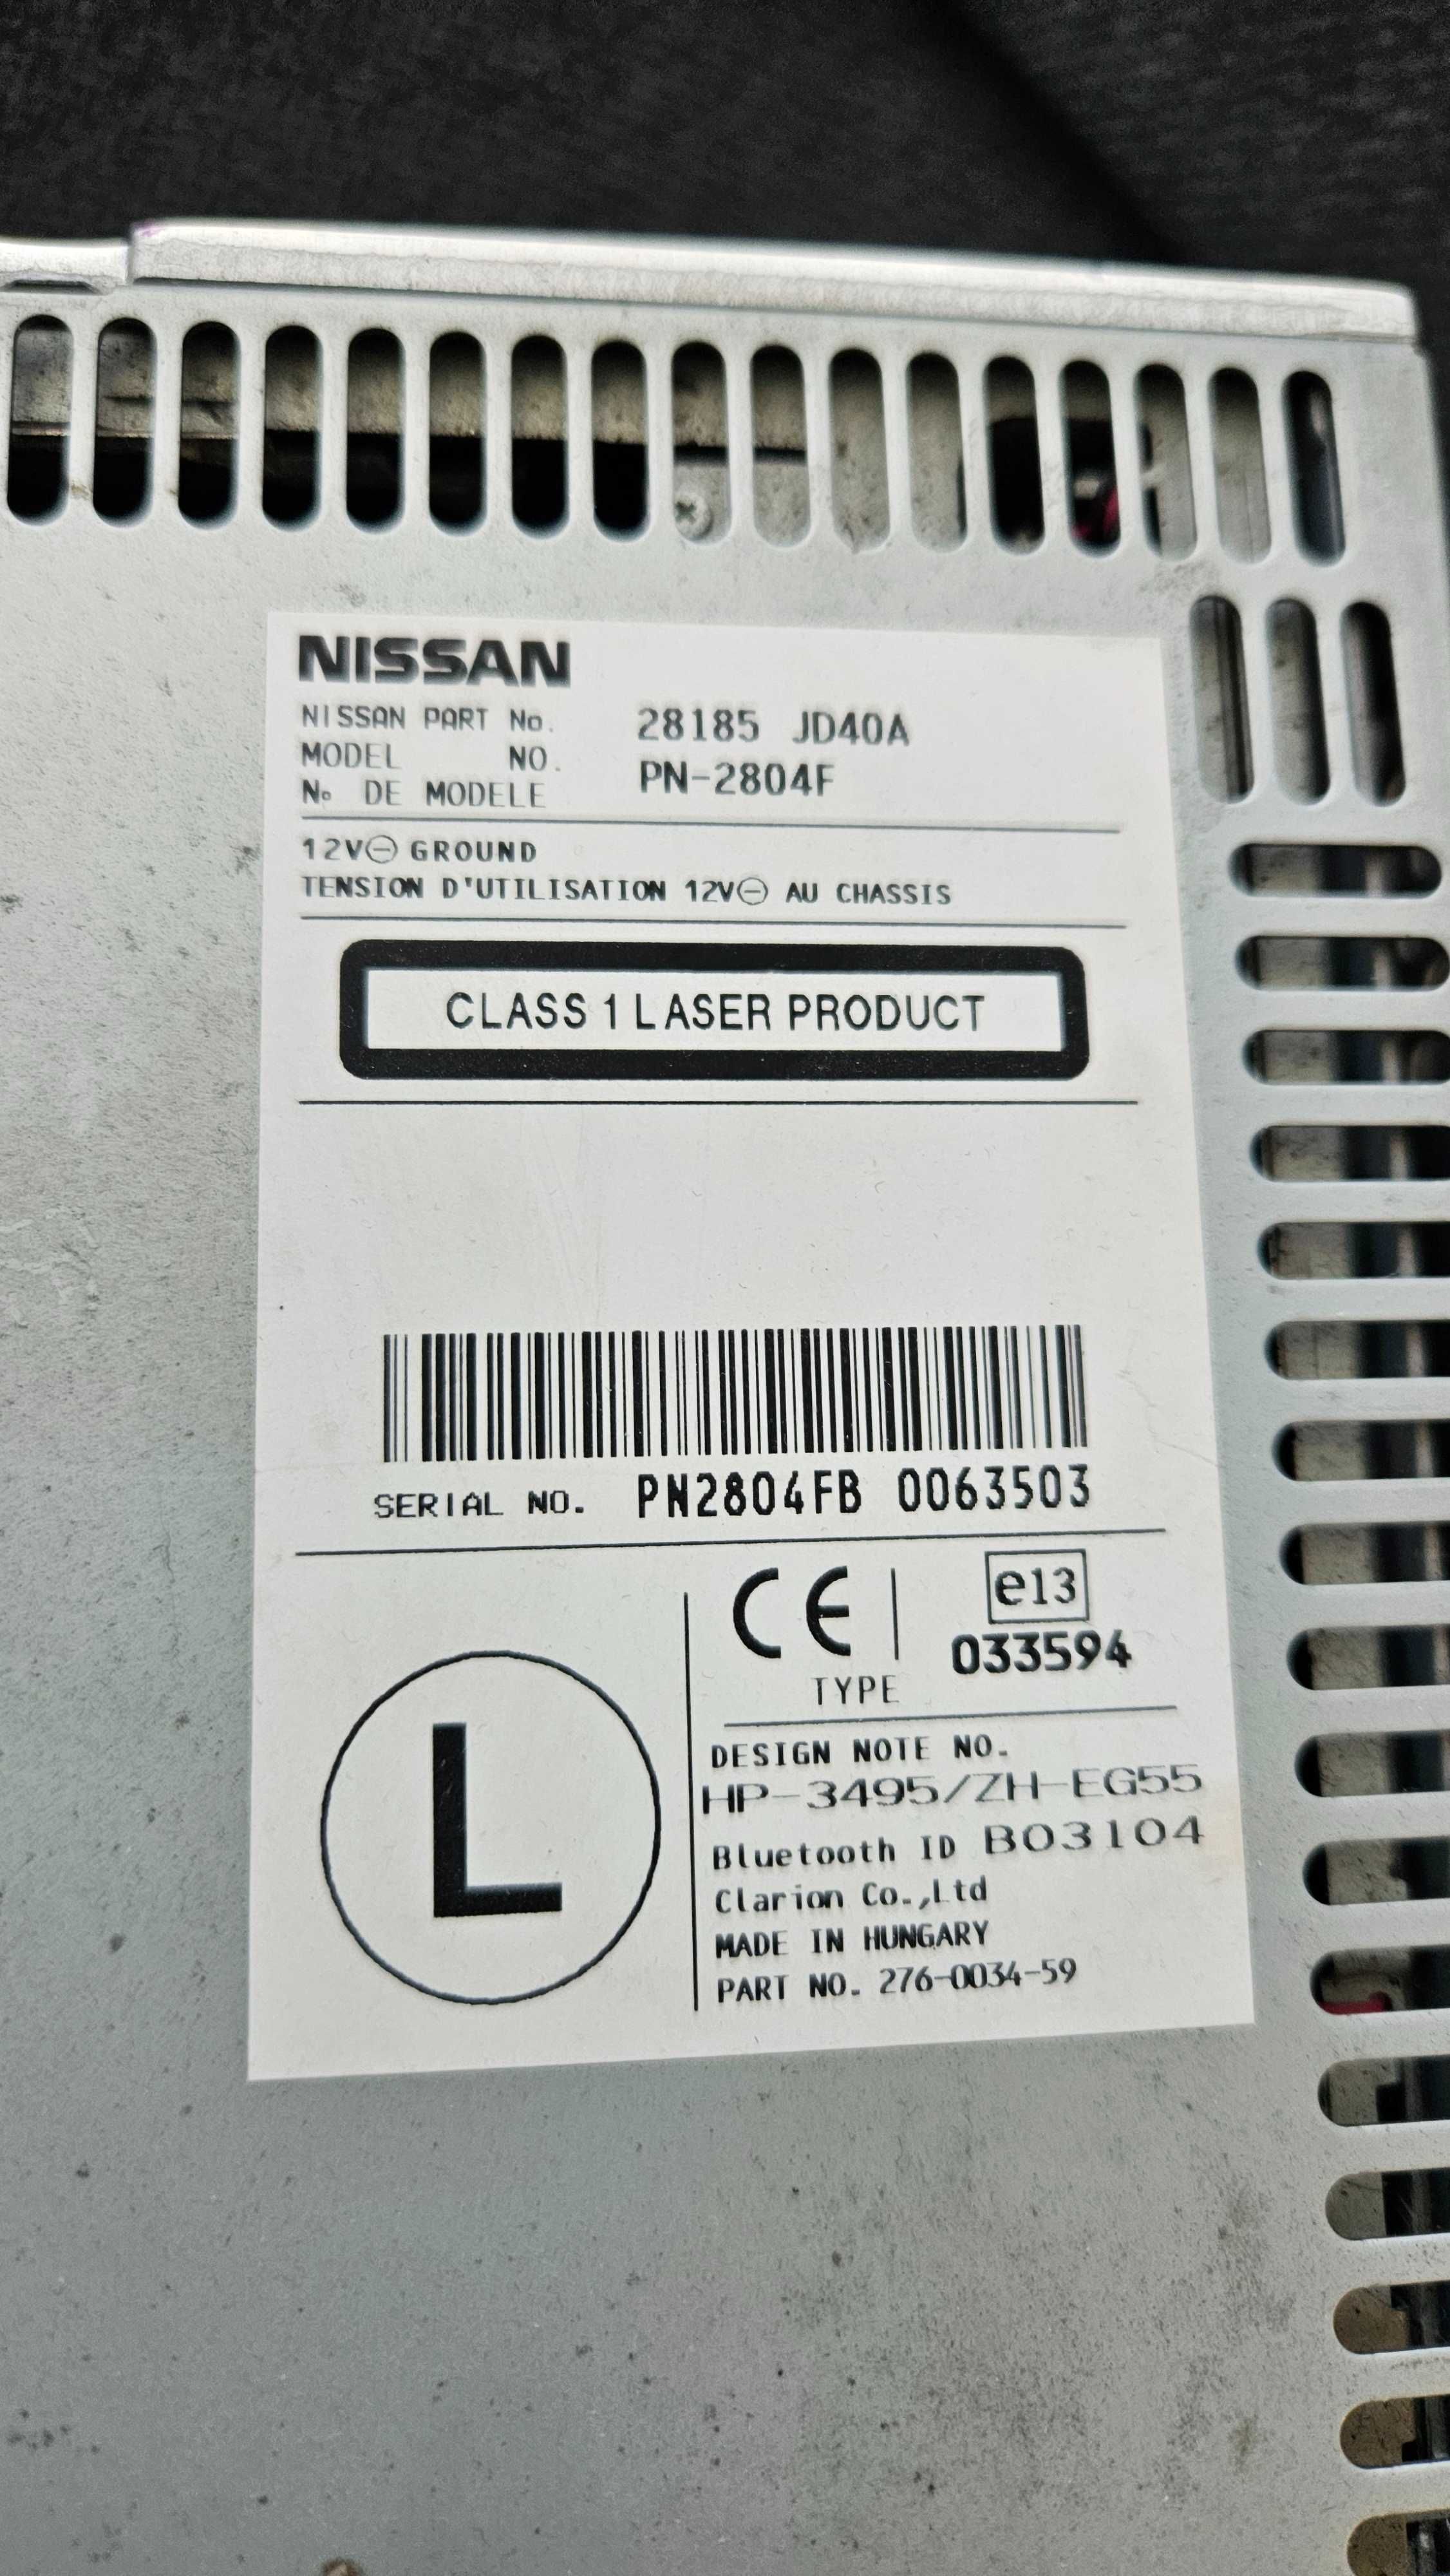 NISSAN
NISSAN PART No. 28185 JD40A
MODEL NO. PN-2804F
No DE MODELE
12V⊖ GROUND
TENSION D'UTILISATION 12V⊖ AU CHASSIS
CLASS 1 LASER PRODUCT
SERIAL NO. PN2804FB 0063503
CE e13
033594
TYPE
L
DESIGN NOTE NO.
HP-3495/ZH-EG55
Bluetooth ID B03104
Clarion Co.,Ltd
MADE IN HUNGARY
PART NO. 276-0034-59